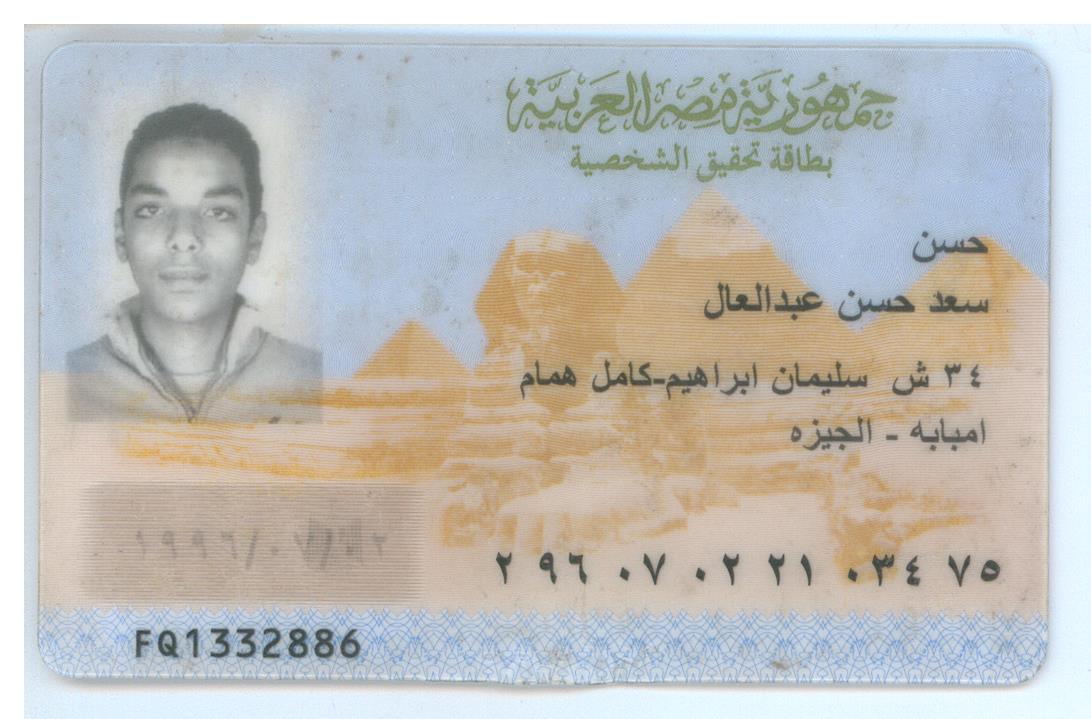 جمهورية مصر العربية
بطاقة تحقيق الشخصية
حسن
سعد حسن عبدالعال
٣٤ ش سليمان ابراهيم-كامل همام
امبابه - الجيزه
١٩٩٦/٠٧/٠٢
٢ ٩٦ ٠٧ ٠٢ ٢١ ٠٣٤ ٧٥
FQ1332886